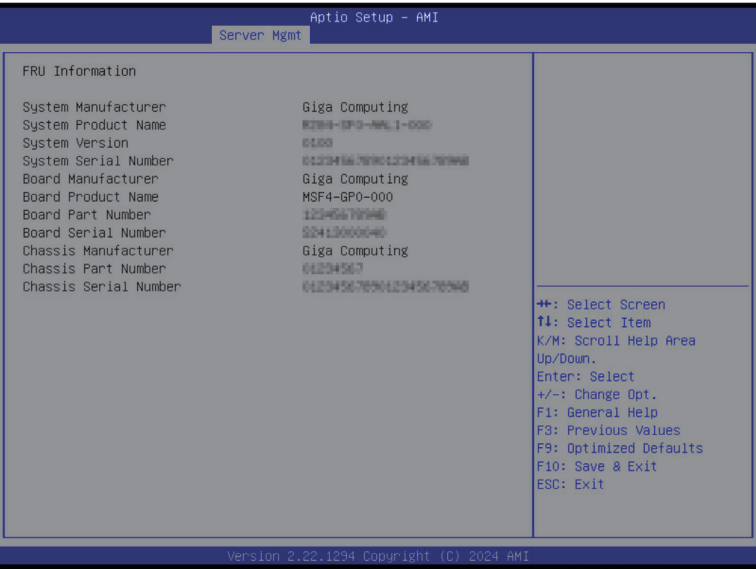 Aptio Setup – AMI
Server Mgmt
FRU Information
System Manufacturer Giga Computing
System Product Name
System Version
System Serial Number
Board Manufacturer Giga Computing
Board Product Name MSF4-GP0-000
Board Part Number
Board Serial Number
Chassis Manufacturer Giga Computing
Chassis Part Number
Chassis Serial Number
→←: Select Screen
↑↓: Select Item
K/M: Scroll Help Area
Up/Down.
Enter: Select
+/-: Change Opt.
F1: General Help
F3: Previous Values
F9: Optimized Defaults
F10: Save & Exit
ESC: Exit
Version 2.22.1294 Copyright (C) 2024 AMI